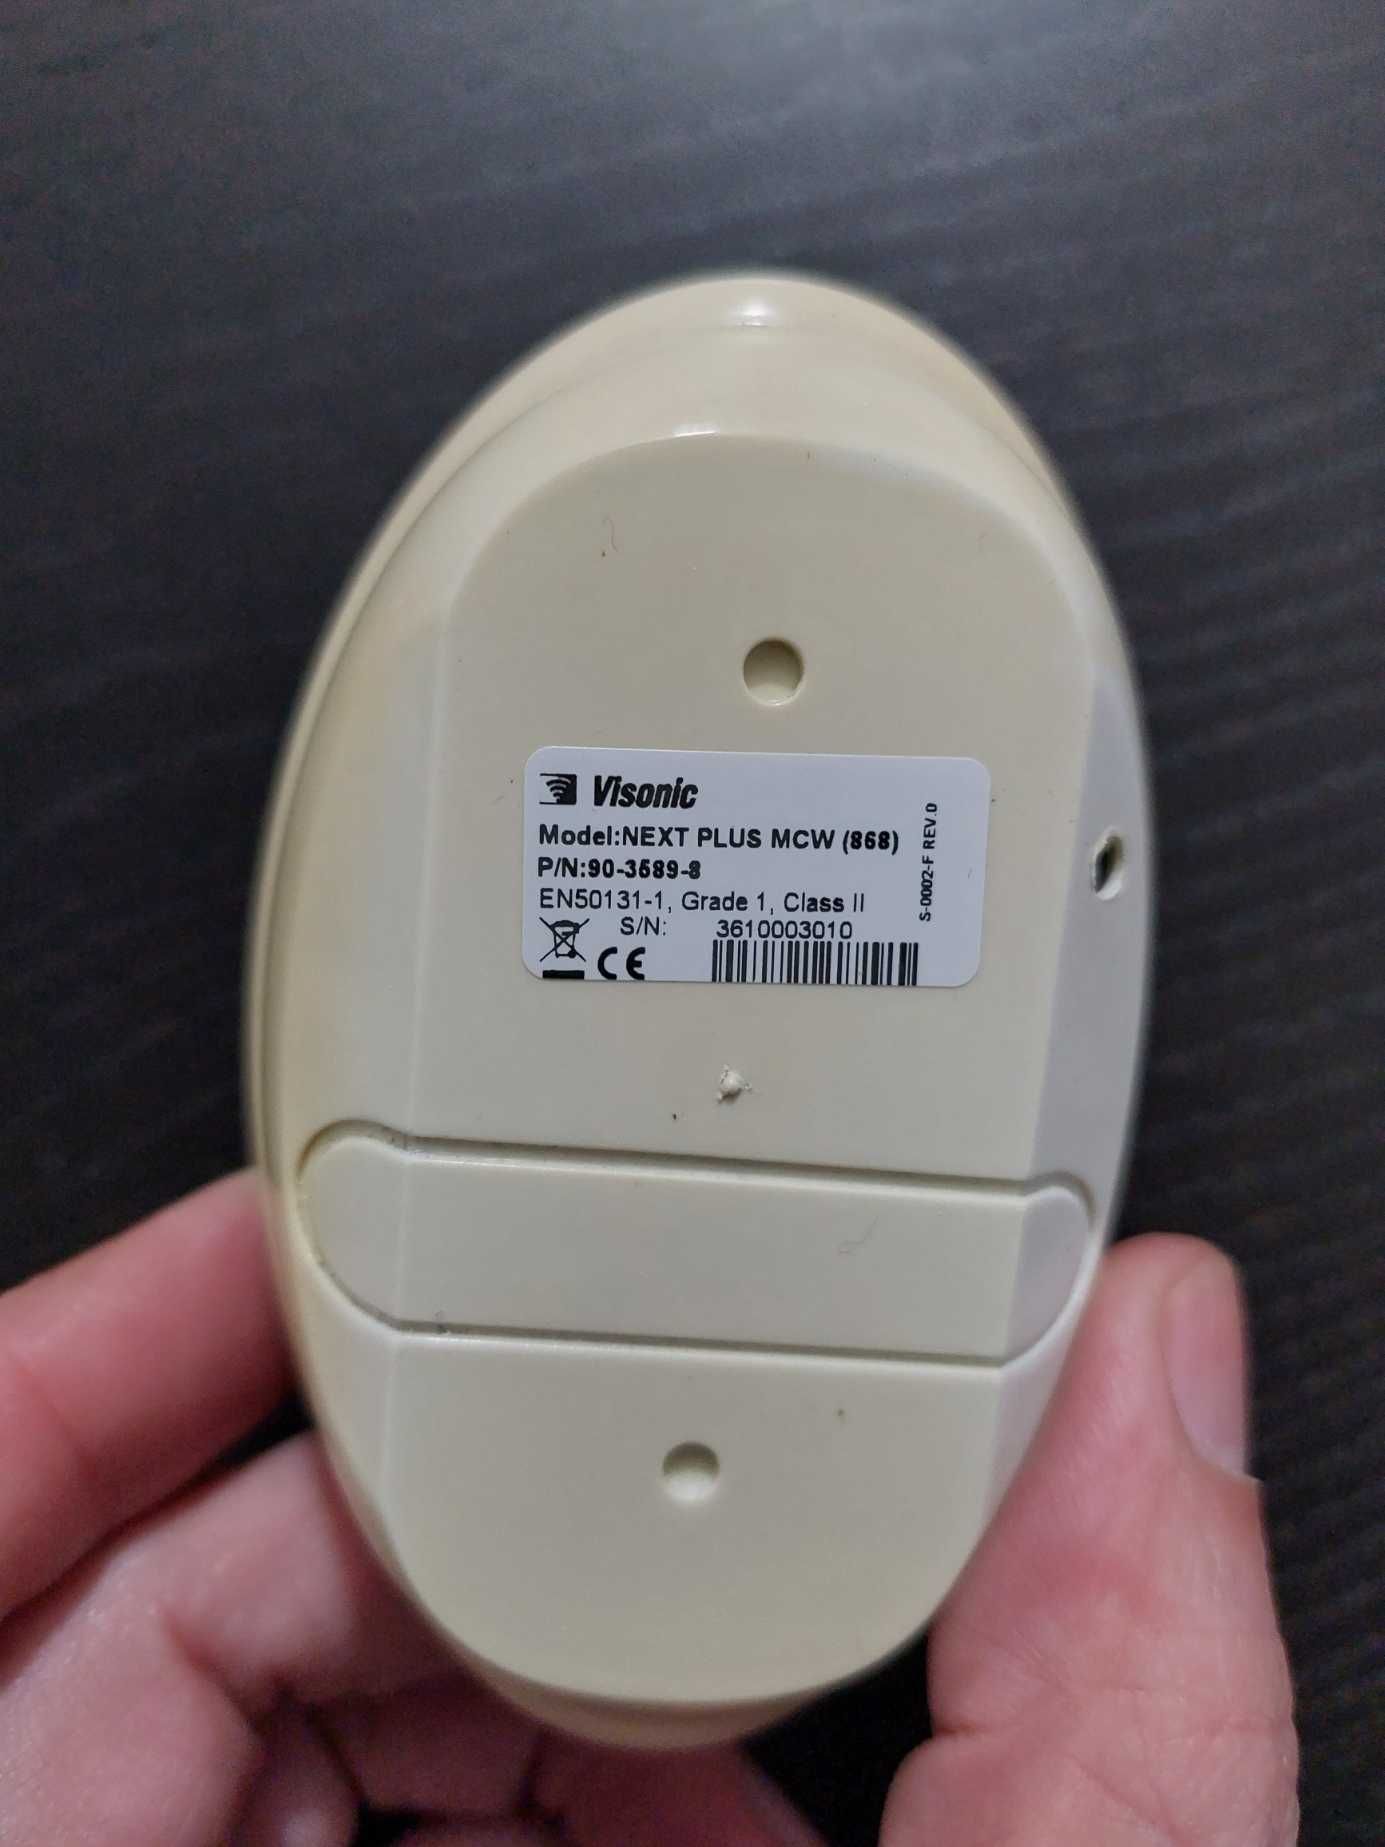 Visonic
Model:NEXT PLUS MCW (868)
P/N:90-3589-8
EN50131-1, Grade 1, Class II
S/N: 3610003010
CE
S-0002-F REV.0